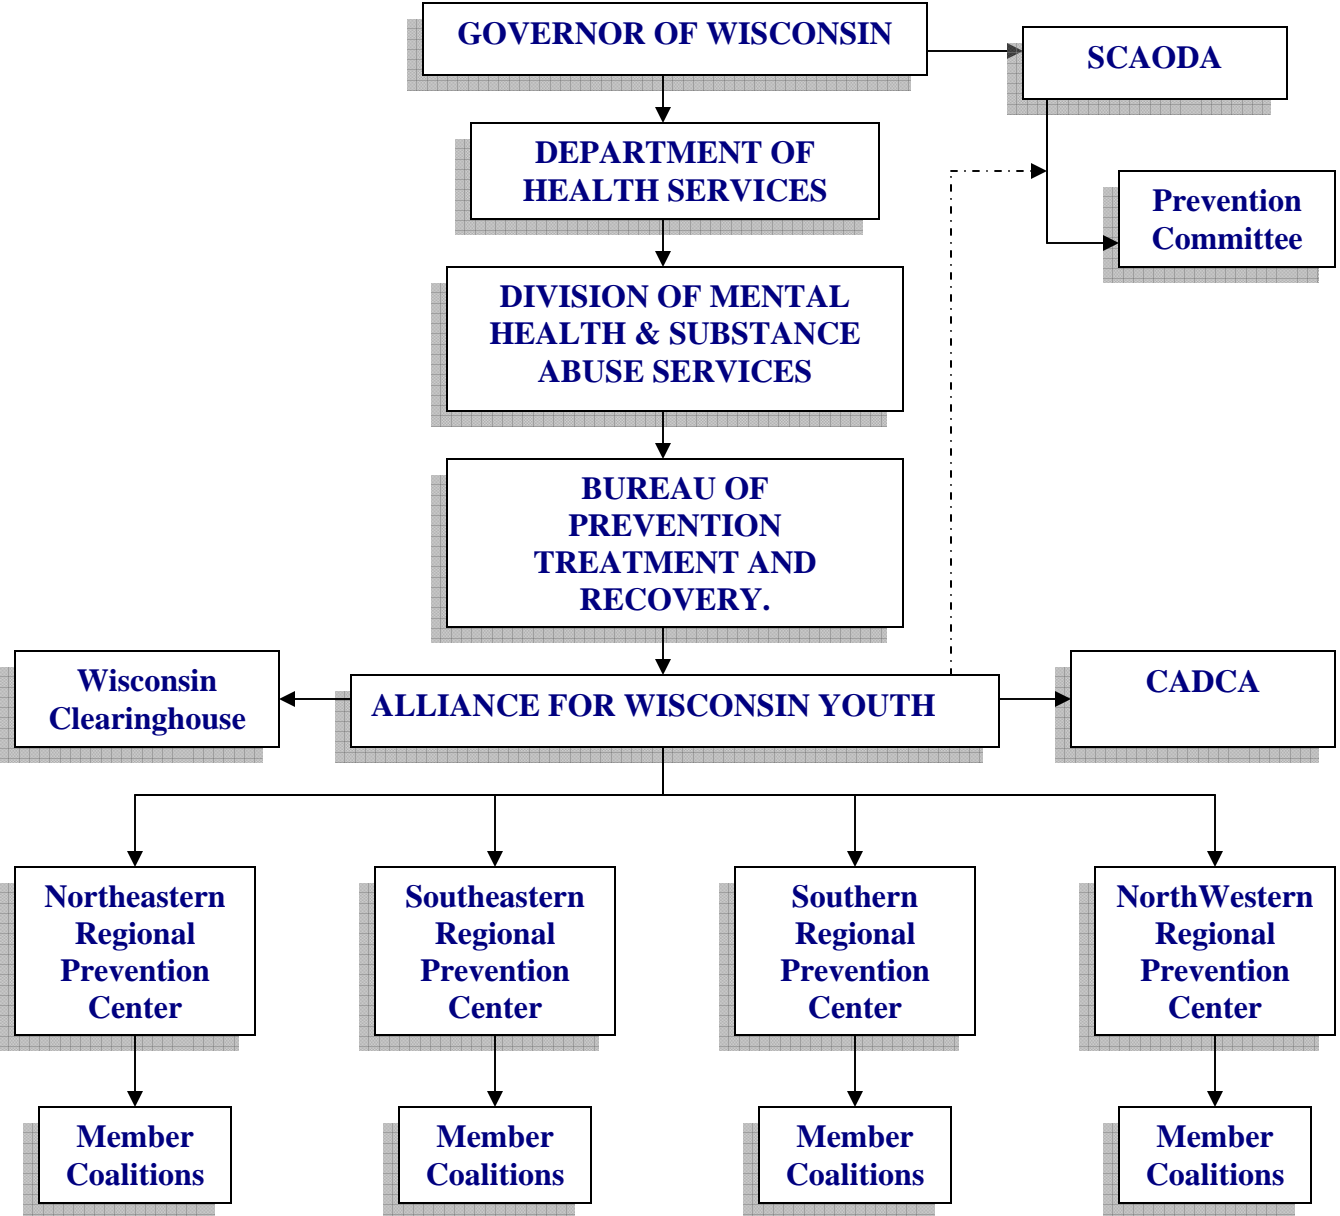 GOVERNOR OF WISCONSIN
SCAODA
DEPARTMENT OF
HEALTH SERVICES
Prevention
Committee
DIVISION OF MENTAL
HEALTH & SUBSTANCE
ABUSE SERVICES
BUREAU OF
PREVENTION
TREATMENT AND
RECOVERY.
Wisconsin
Clearinghouse
ALLIANCE FOR WISCONSIN YOUTH
CADCA
Northeastern
Regional
Prevention
Center
Southeastern
Regional
Prevention
Center
Southern
Regional
Prevention
Center
NorthWestern
Regional
Prevention
Center
Member
Coalitions
Member
Coalitions
Member
Coalitions
Member
Coalitions